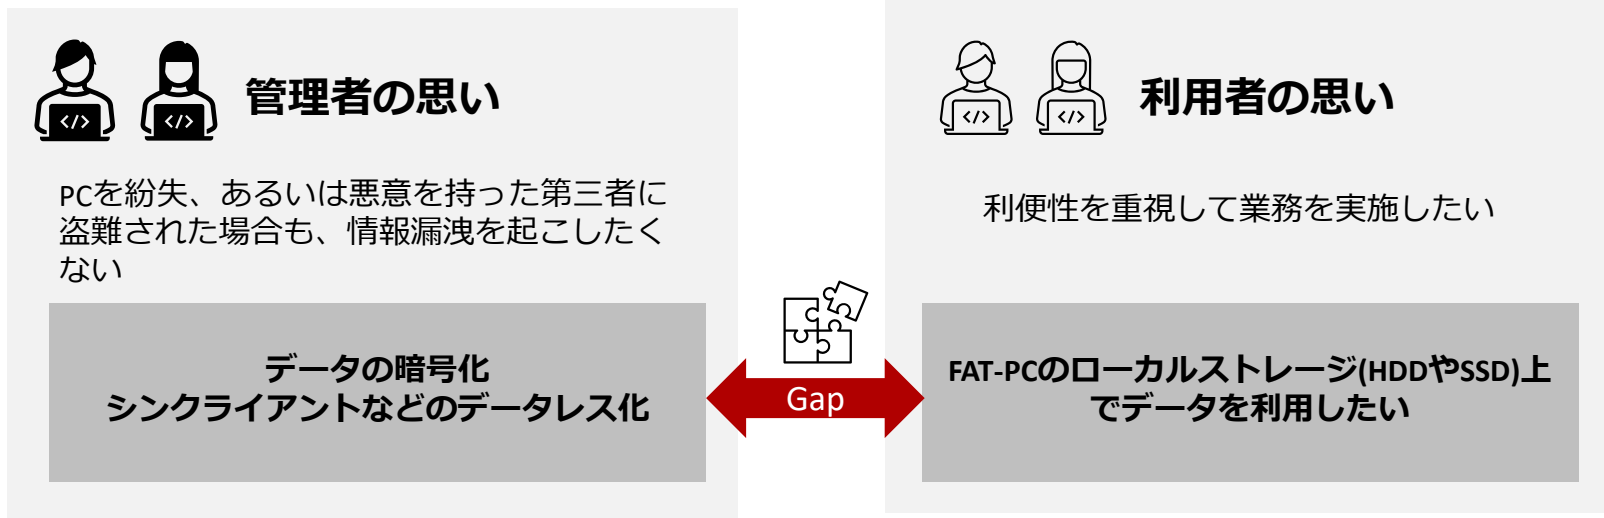 管理者の思い
PCを紛失、あるいは悪意を持った第三者に
盗難された場合も、情報漏洩を起こしたく
ない
データの暗号化
シンクライアントなどのデータレス化
Gap
利用者の思い
利便性を重視して業務を実施したい
FAT-PCのローカルストレージ(HDDやSSD)上
でデータを利用したい